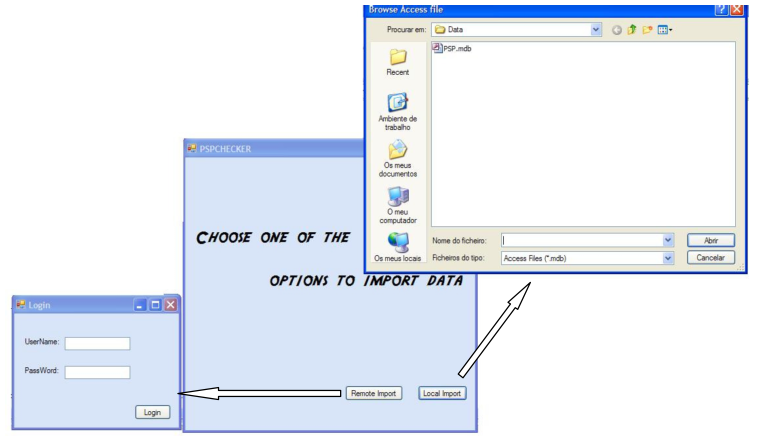 Browse Access file
Procurar em:
Data
PSP.mdb
Recent
Ambiente de
trabalho
Os meus
documentos
O meu
computador
Os meus locais
Nome do ficheiro:
Abrir
Ficheiros do tipo:
Access Files (*.mdb)
Cancelar
PSPCHECKER
CHOOSE ONE OF THE
OPTIONS TO IMPORT DATA
Remote Import
Local Import
Login
UserName:
PassWord:
Login